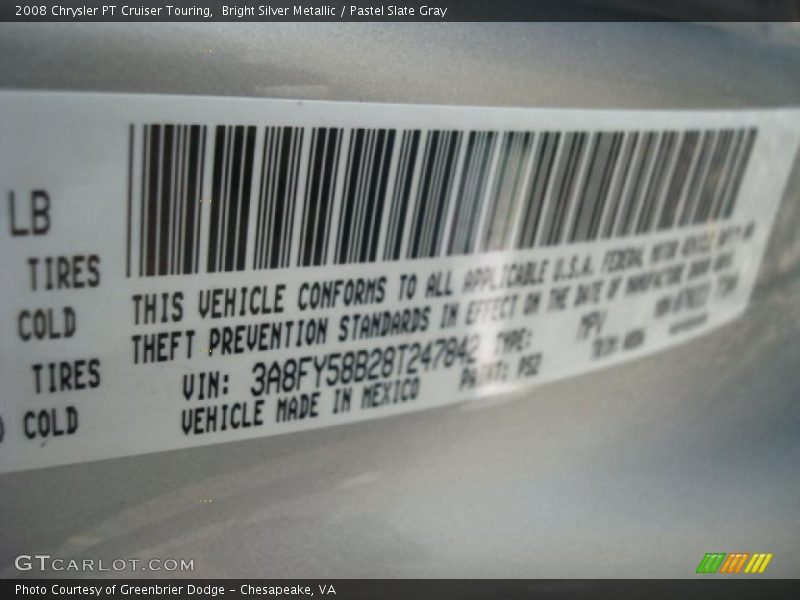 2008 Chrysler PT Cruiser Touring, Bright Silver Metallic / Pastel Slate Gray
LB
TIRES
COLD
TIRES
COLD
THIS VEHICLE CONFORMS TO ALL APPLICABLE U.S.A. FEDERAL MOTOR VEHICLE SAFETY AND
THEFT PREVENTION STANDARDS IN EFFECT ON THE DATE OF MANUFACTURE SHOWN ABOVE.
VIN: 3A8FY58B28T247842 TYPE: MPV
VEHICLE MADE IN MEXICO PAINT: PS2 TRIM:
GTCARLOT.COM
Photo Courtesy of Greenbrier Dodge – Chesapeake, VA